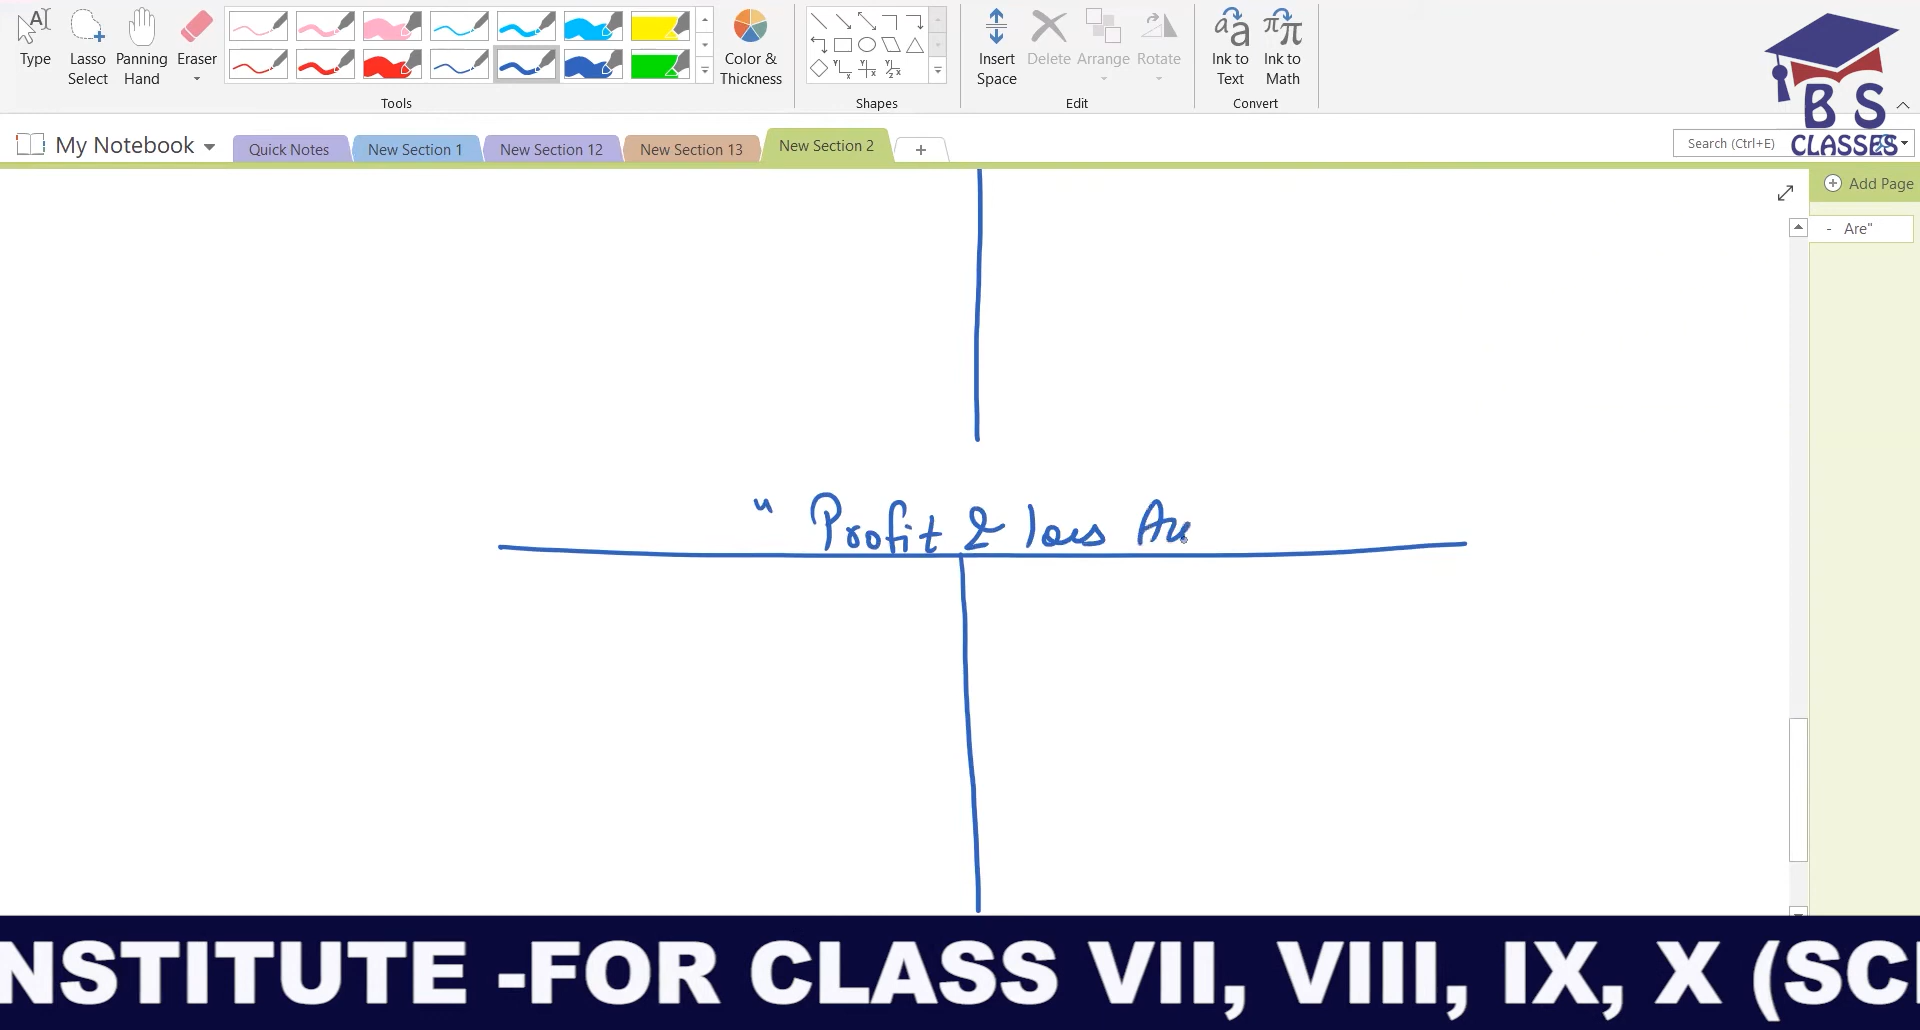 Type
Lasso Select
Panning Hand
Eraser
Color & Thickness
Insert Space
Delete
Arrange
Rotate
Ink to Text
Ink to Math
Tools
Shapes
Edit
Convert
B S
CLASSES
My Notebook
Quick Notes
New Section 1
New Section 12
New Section 13
New Section 2
Search (Ctrl+E)
Add Page
- Are"
" Profit & loss Acc
NSTITUTE -FOR CLASS VII, VIII, IX, X (SC